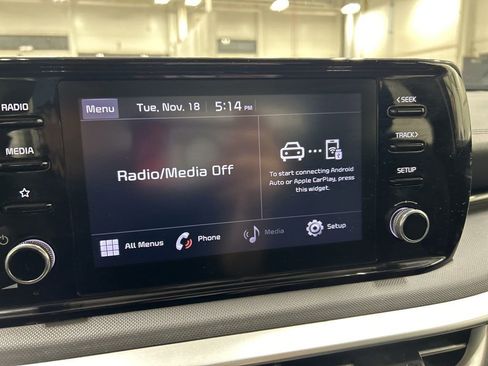 RADIO
MEDIA
Menu
Tue, Nov. 18
5:14 PM
Radio/Media Off
To start connecting Android
Auto or Apple CarPlay, press
this widget.
All Menus
Phone
Media
Setup
<SEEK
TRACK>
SETUP